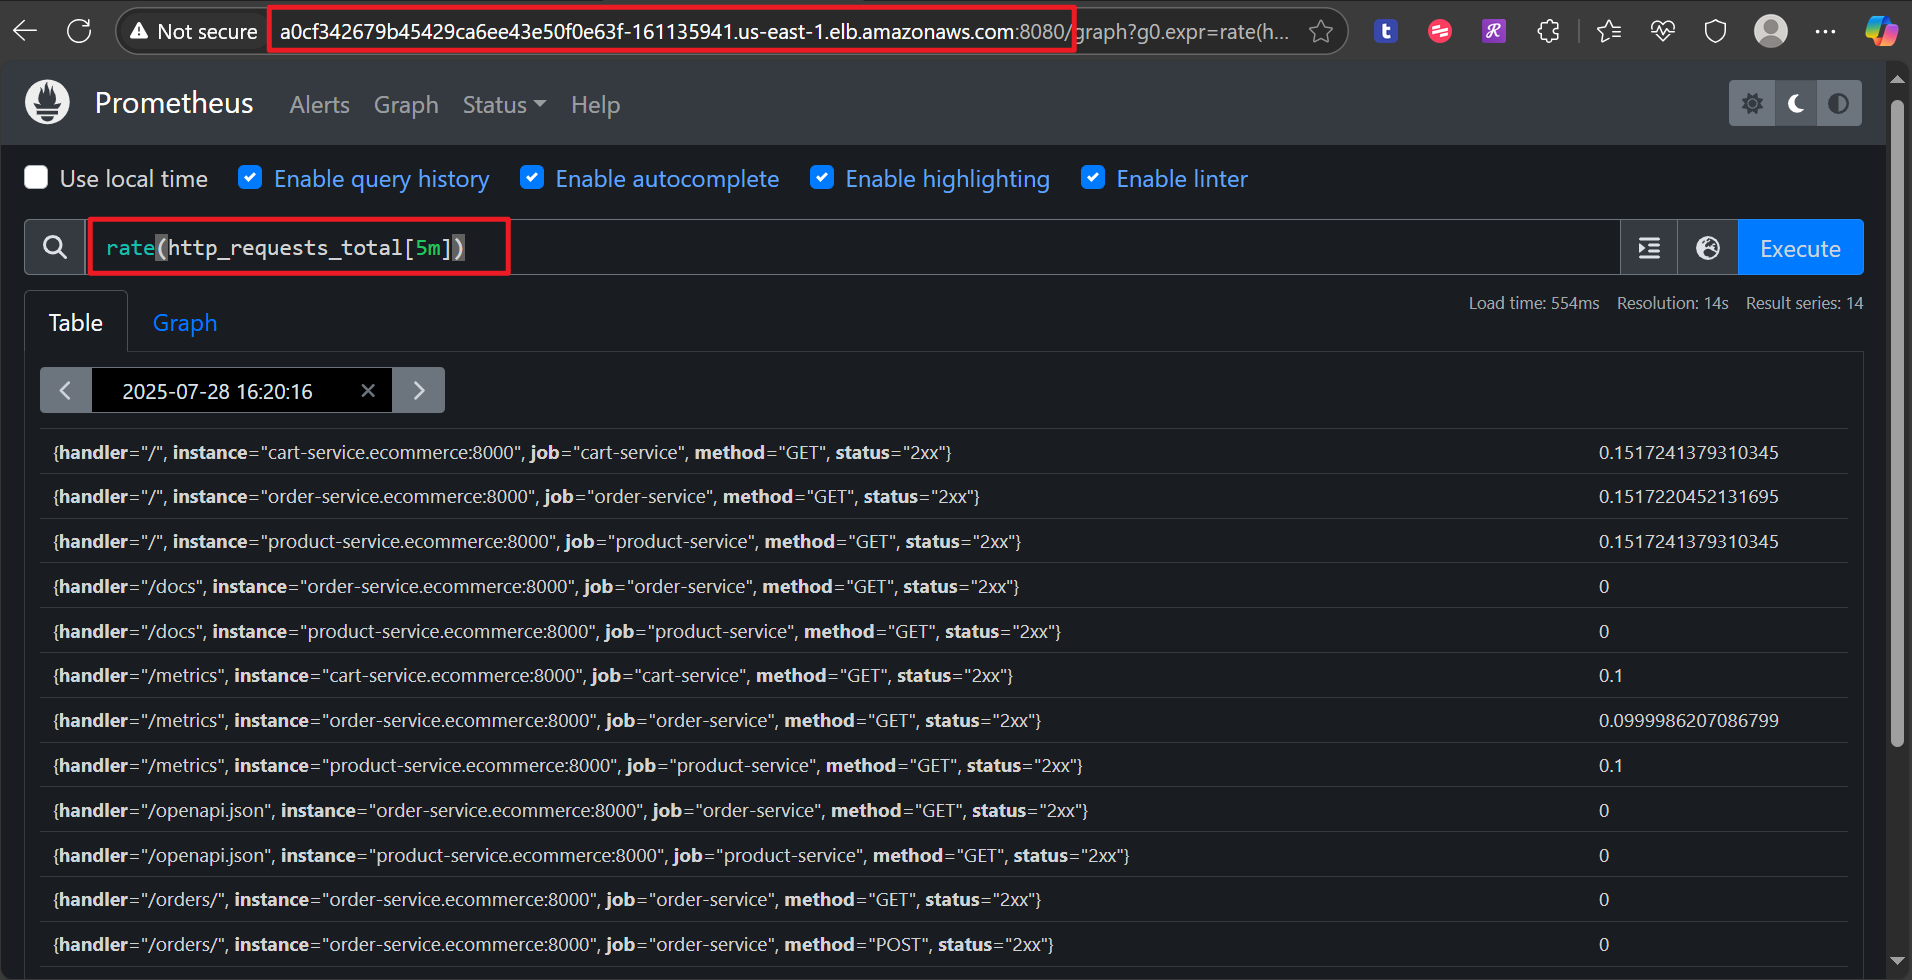 Not secure a0cf342679b45429ca6ee43e50f0e63f-161135941.us-east-1.elb.amazonaws.com:8080/graph?g0.expr=rate(h...
Prometheus Alerts Graph Status Help
Use local time Enable query history Enable autocomplete Enable highlighting Enable linter
rate(http_requests_total[5m]) Execute
Load time: 554ms Resolution: 14s Result series: 14
Table Graph
2025-07-28 16:20:16
{handler="/", instance="cart-service.ecommerce:8000", job="cart-service", method="GET", status="2xx"} 0.1517241379310345
{handler="/", instance="order-service.ecommerce:8000", job="order-service", method="GET", status="2xx"} 0.1517220452131695
{handler="/", instance="product-service.ecommerce:8000", job="product-service", method="GET", status="2xx"} 0.1517241379310345
{handler="/docs", instance="order-service.ecommerce:8000", job="order-service", method="GET", status="2xx"} 0
{handler="/docs", instance="product-service.ecommerce:8000", job="product-service", method="GET", status="2xx"} 0
{handler="/metrics", instance="cart-service.ecommerce:8000", job="cart-service", method="GET", status="2xx"} 0.1
{handler="/metrics", instance="order-service.ecommerce:8000", job="order-service", method="GET", status="2xx"} 0.0999986207086799
{handler="/metrics", instance="product-service.ecommerce:8000", job="product-service", method="GET", status="2xx"} 0.1
{handler="/openapi.json", instance="order-service.ecommerce:8000", job="order-service", method="GET", status="2xx"} 0
{handler="/openapi.json", instance="product-service.ecommerce:8000", job="product-service", method="GET", status="2xx"} 0
{handler="/orders/", instance="order-service.ecommerce:8000", job="order-service", method="GET", status="2xx"} 0
{handler="/orders/", instance="order-service.ecommerce:8000", job="order-service", method="POST", status="2xx"} 0